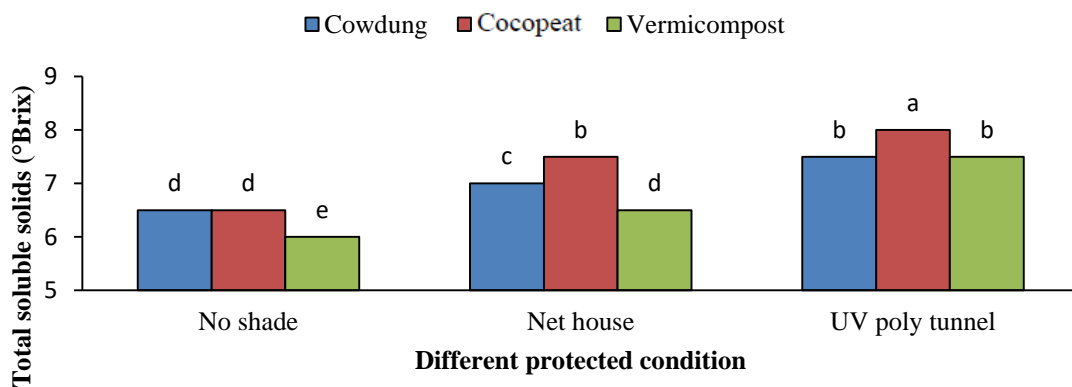 Cowdung Cocopeat Vermicompost
Total soluble solids (°Brix)
9
8
7
6
5
d d e
c b d
b a b
No shade Net house UV poly tunnel
Different protected condition